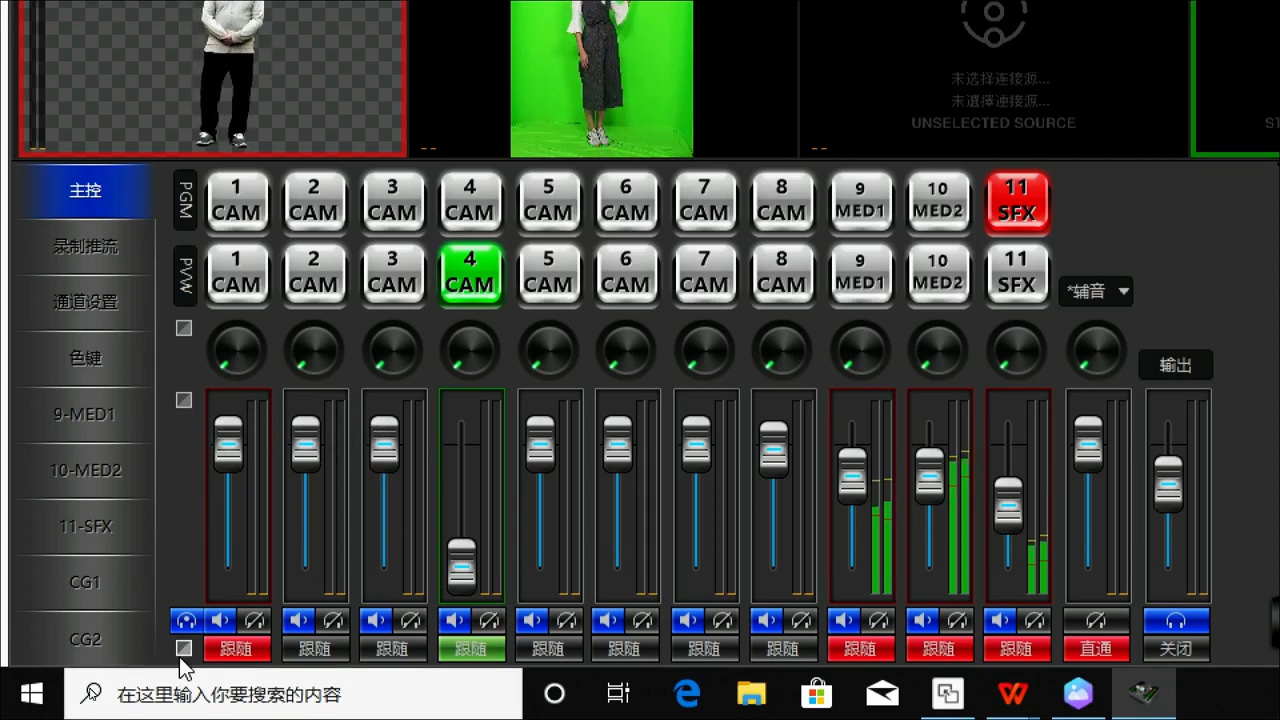 未选择连接源...
未選擇連接源...
UNSELECTED SOURCE
ST
主控
录制推流
通道设置
色键
9-MED1
10-MED2
11-SFX
CG1
CG2
PGM
1 CAM
2 CAM
3 CAM
4 CAM
5 CAM
6 CAM
7 CAM
8 CAM
9 MED1
10 MED2
11 SFX
PVW
1 CAM
2 CAM
3 CAM
4 CAM
5 CAM
6 CAM
7 CAM
8 CAM
9 MED1
10 MED2
11 SFX
*辅音
输出
跟随
跟随
跟随
跟随
跟随
跟随
跟随
跟随
跟随
跟随
跟随
直通
关闭
在这里输入你要搜索的内容